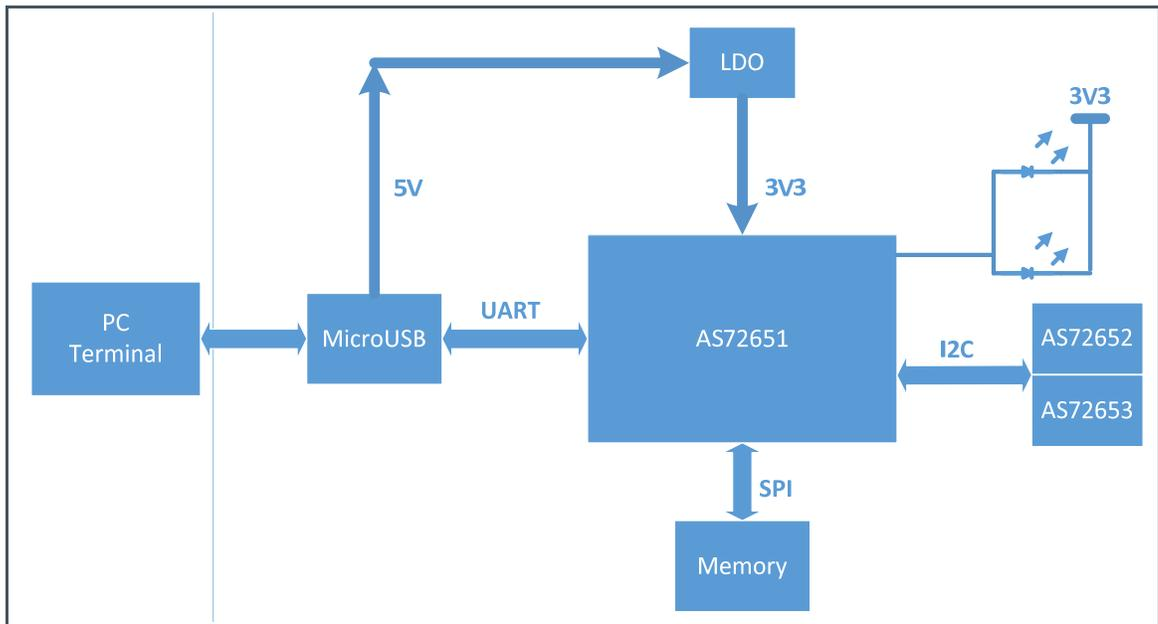 LDO
3V3
5V
3V3
PC
Terminal
MicroUSB
UART
AS72651
I2C
AS72652
AS72653
SPI
Memory